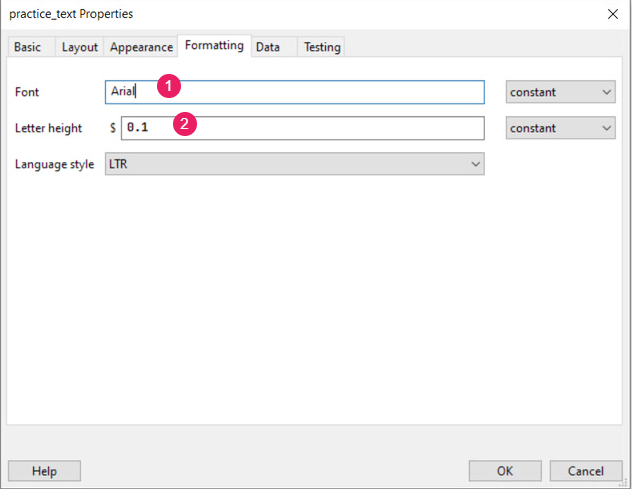 practice_text Properties
Basic Layout Appearance Formatting Data Testing
Font Arial 1 constant
Letter height $ 0.1 2 constant
Language style LTR
Help OK Cancel